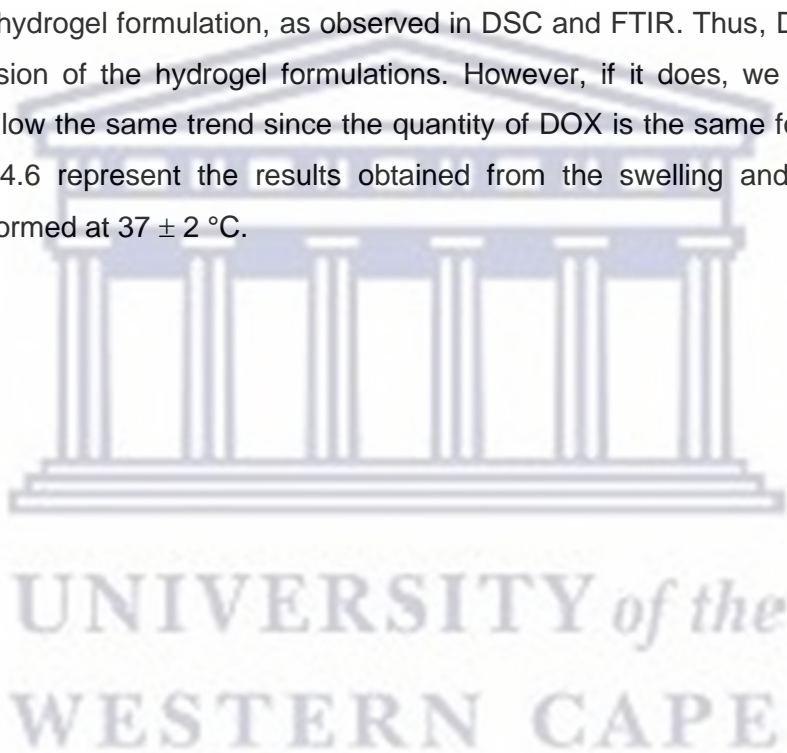 hydrogel formulation, as observed in DSC and FTIR. Thus,
sion of the hydrogel formulations. However, if it does, we
low the same trend since the quantity of DOX is the same
4.6 represent the results obtained from the swelling and
ormed at 37 ± 2 °C.
UNIVERSITY of the
WESTERN CAPE